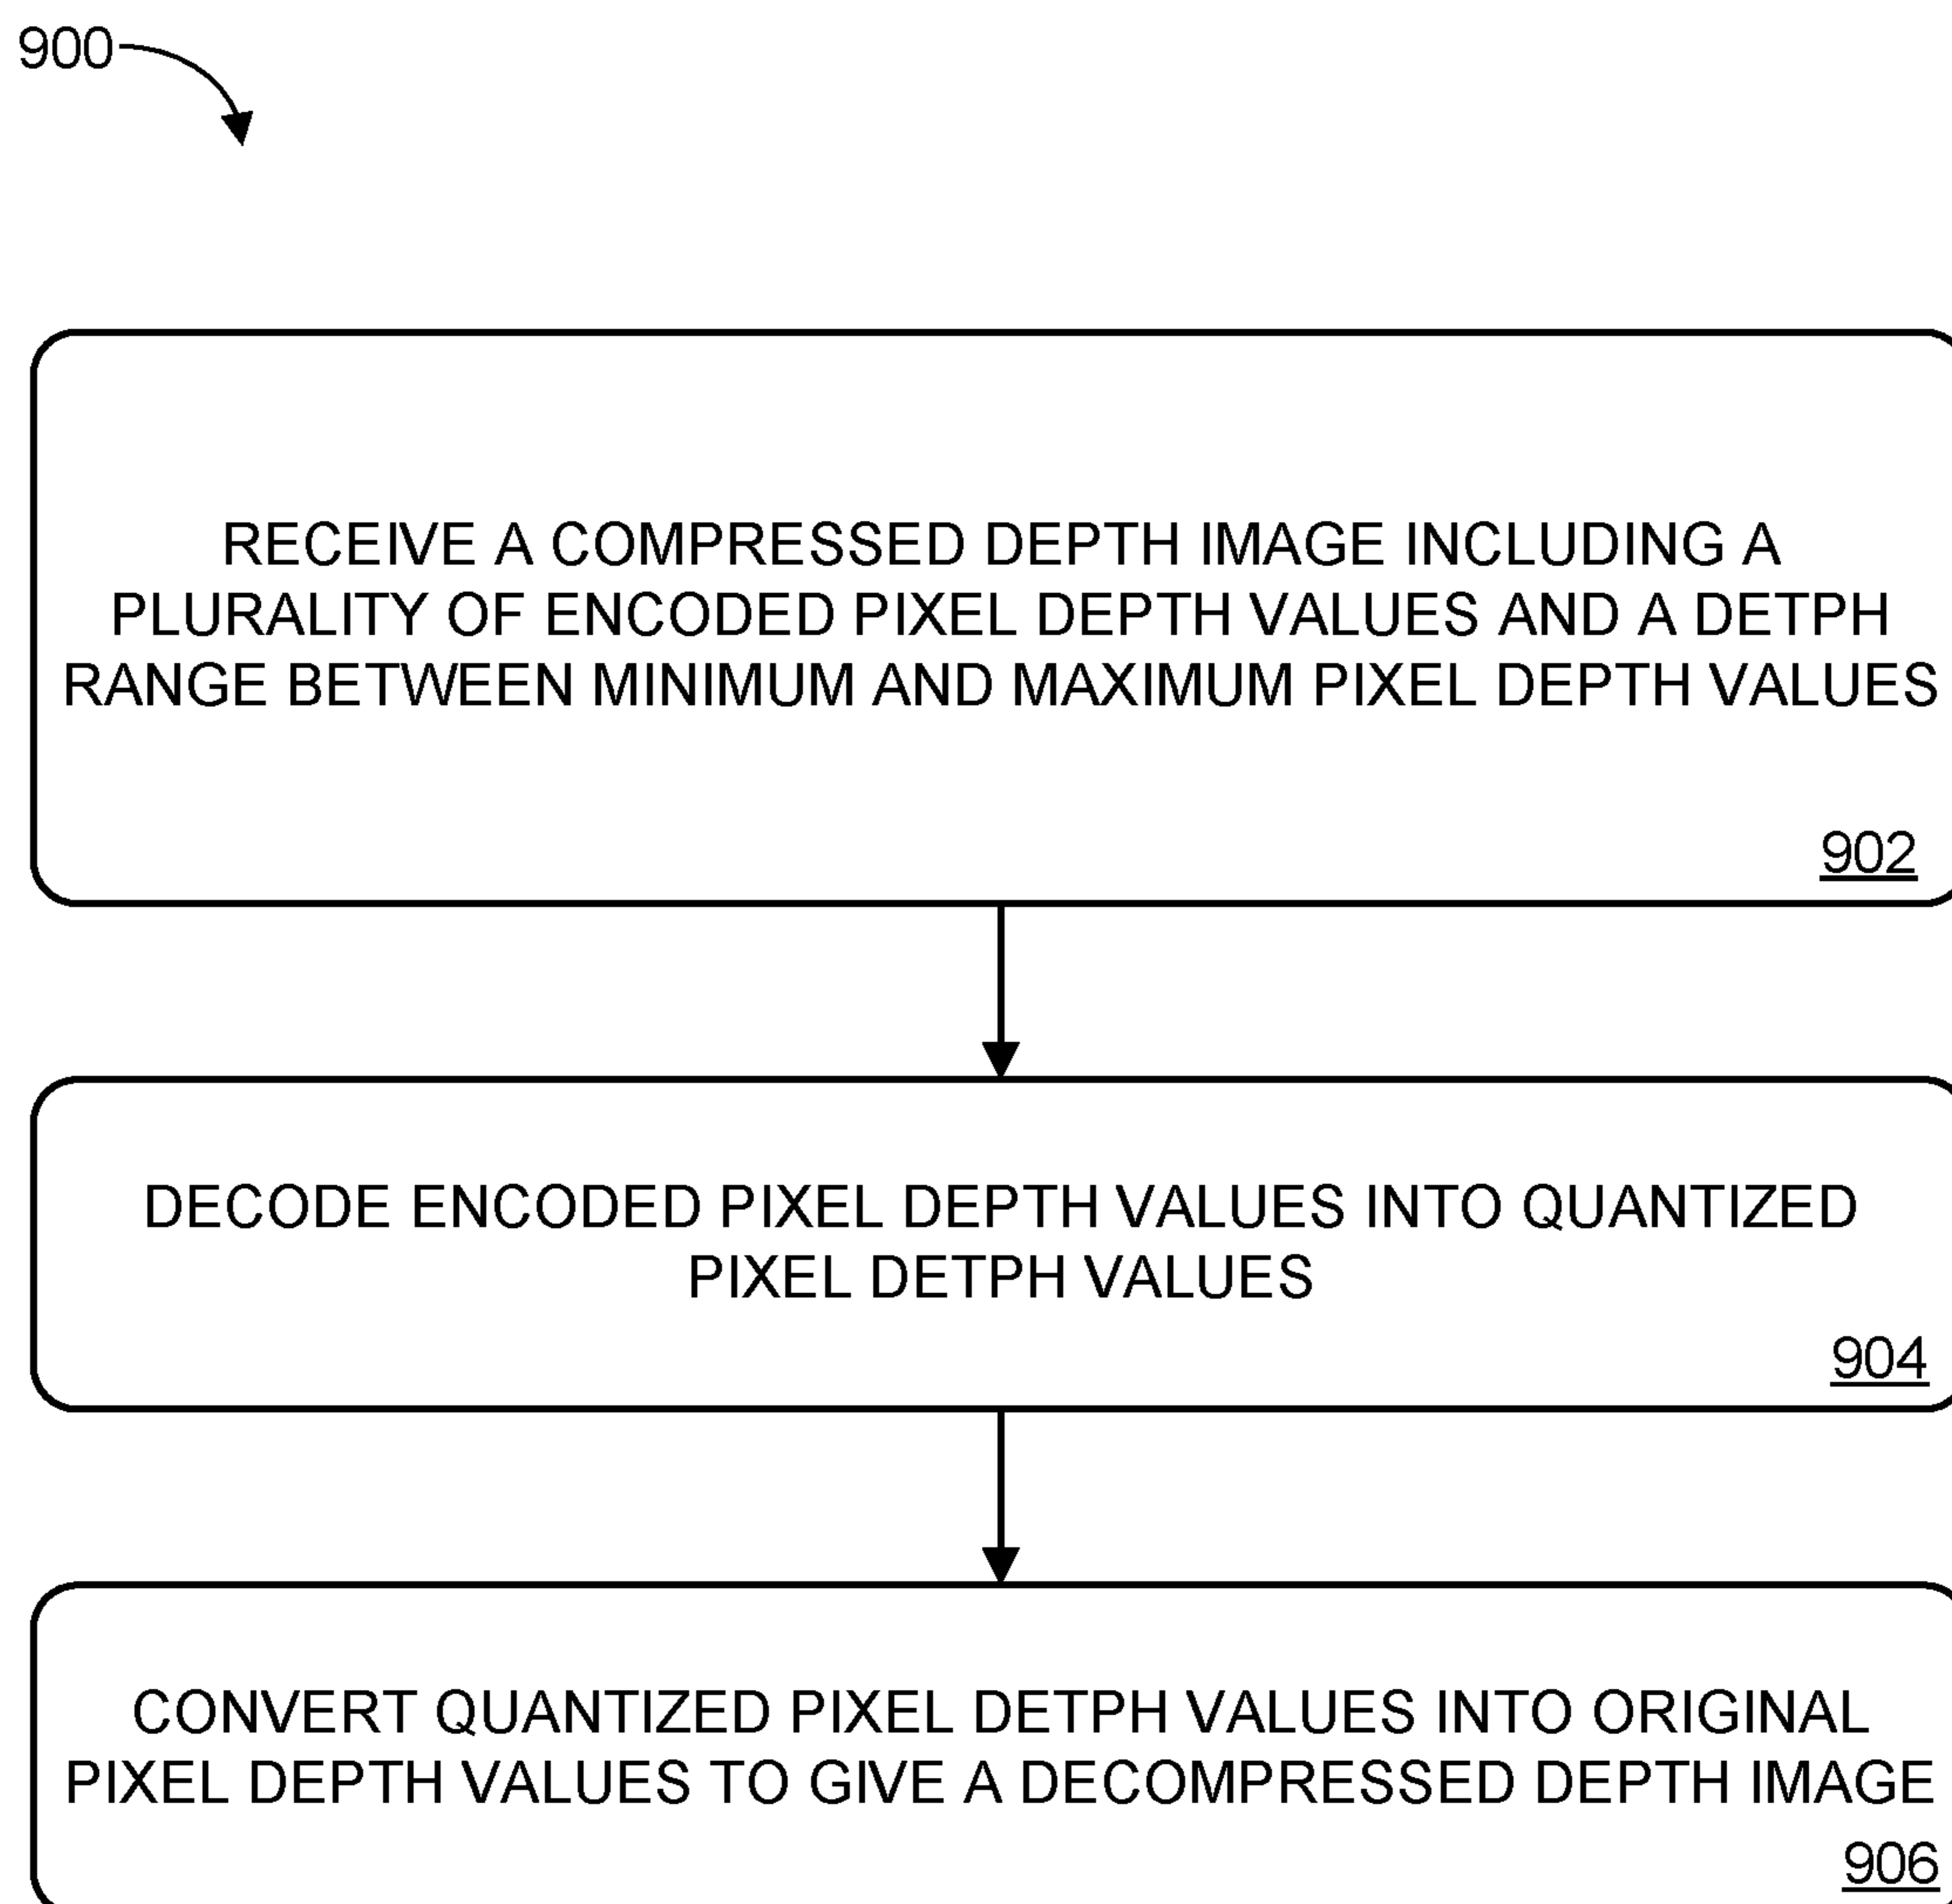 900
RECEIVE A COMPRESSED DEPTH IMAGE INCLUDING A
PLURALITY OF ENCODED PIXEL DEPTH VALUES AND A DETPH
RANGE BETWEEN MINIMUM AND MAXIMUM PIXEL DEPTH VALUES
902
DECODE ENCODED PIXEL DEPTH VALUES INTO QUANTIZED
PIXEL DETPH VALUES
904
CONVERT QUANTIZED PIXEL DETPH VALUES INTO ORIGINAL
PIXEL DEPTH VALUES TO GIVE A DECOMPRESSED DEPTH IMAGE
906